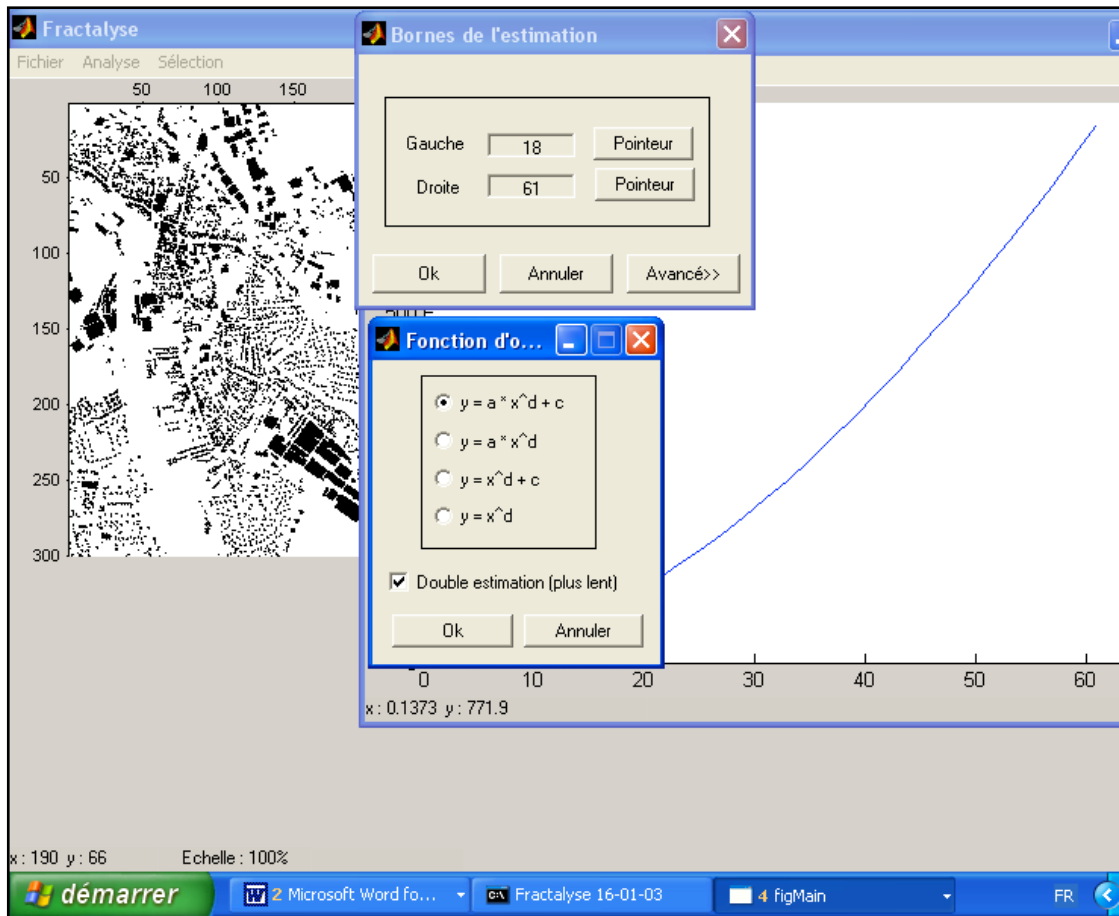 Fractalyse
Fichier Analyse Sélection
50 100 150
50
100
150
200
250
300
Bornes de l'estimation
Gauche 18 Pointeur
Droite 61 Pointeur
Ok Annuler Avancé>>
Fonction d'o...
y = a * x^d + c
y = a * x^d
y = x^d + c
y = x^d
Double estimation (plus lent)
Ok Annuler
0 10 20 30 40 50 60
x : 0.1373 y : 771.9
x : 190 y : 66 Echelle : 100%
démarrer 2 Microsoft Word fo... Fractalyse 16-01-03 4 figMain FR